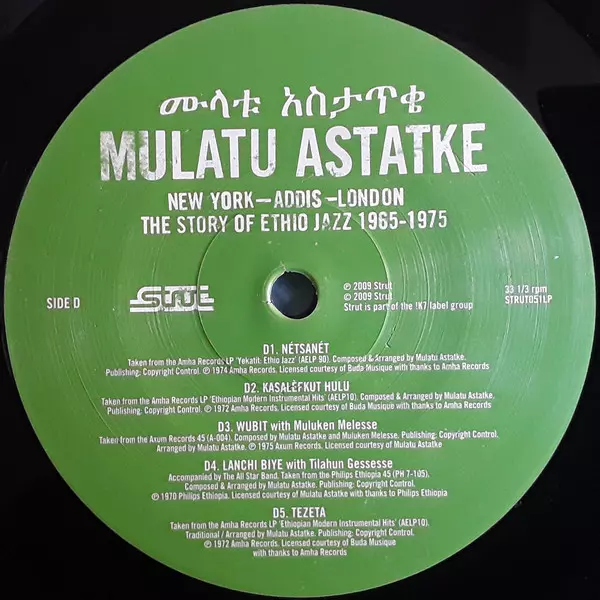 ሙላቱ አስታጥቄ
MULATU ASTATKE
NEW YORK—ADDIS–LONDON
THE STORY OF ETHIO JAZZ 1965-1975
SIDE D
STRUT
℗ 2009 Strut
© 2009 Strut
Strut is part of the !K7 label group
33 1/3 rpm
STRUT051LP
D1. NÉTSANÉT
Taken from the Amha Records LP 'Yekatit: Ethio Jazz' (AELP 90). Composed & Arranged by Mulatu Astatke.
Publishing: Copyright Control. ℗ 1974 Amha Records. Licensed courtesy of Buda Musique with thanks to Amha Records.
D2. KASALÈFKUT HULU
Taken from the Amha Records LP 'Ethiopian Modern Instrumental Hits' (AELP10). Composed & Arranged by Mulatu Astatke.
Publishing: Copyright Control. ℗ 1972 Amha Records. Licensed courtesy of Buda Musique with thanks to Amha Records.
D3. WUBIT with Muluken Melesse
Taken from the Axum Records 45 (A-004). Composed by Mulatu Astatke and Muluken Melesse. Publishing: Copyright Control.
Arranged by Mulatu Astatke. ℗ 1975 Axum Records. Licensed courtesy of Mulatu Astatke.
D4. LANCHI BIYE with Tilahun Gessesse
Accompanied by The All Star Band. Taken from the Philips Ethiopia 45 (PH 7-105).
Composed & Arranged by Mulatu Astatke. Publishing: Copyright Control.
℗ 1970 Philips Ethiopia. Licensed courtesy of Mulatu Astatke with thanks to Philips Ethiopia
D5. TEZETA
Taken from the Amha Records LP 'Ethiopian Modern Instrumental Hits' (AELP10).
Traditional / Arranged by Mulatu Astatke. Publishing: Copyright Control.
℗ 1972 Amha Records. Licensed courtesy of Buda Musique
with thanks to Amha Records